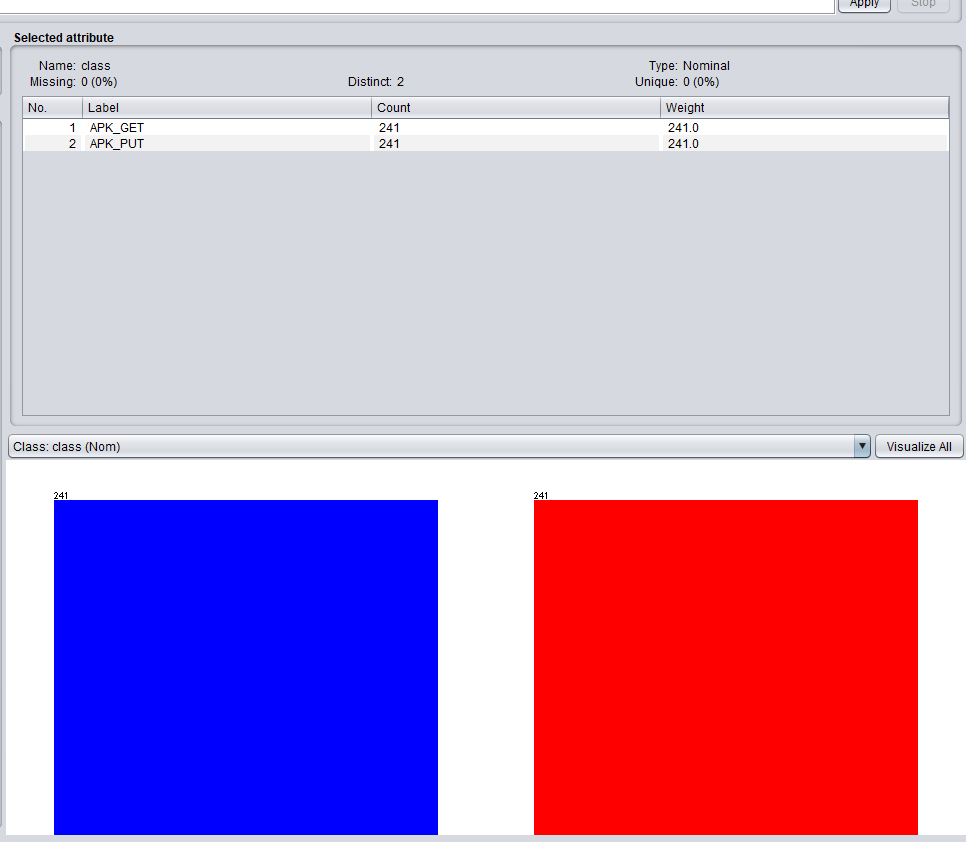 Apply Stop
Selected attribute
Name: class Type: Nominal
Missing: 0 (0%) Distinct: 2 Unique: 0 (0%)
No. Label Count Weight
1 APK_GET 241 241.0
2 APK_PUT 241 241.0
Class: class (Nom) Visualize All
241 241